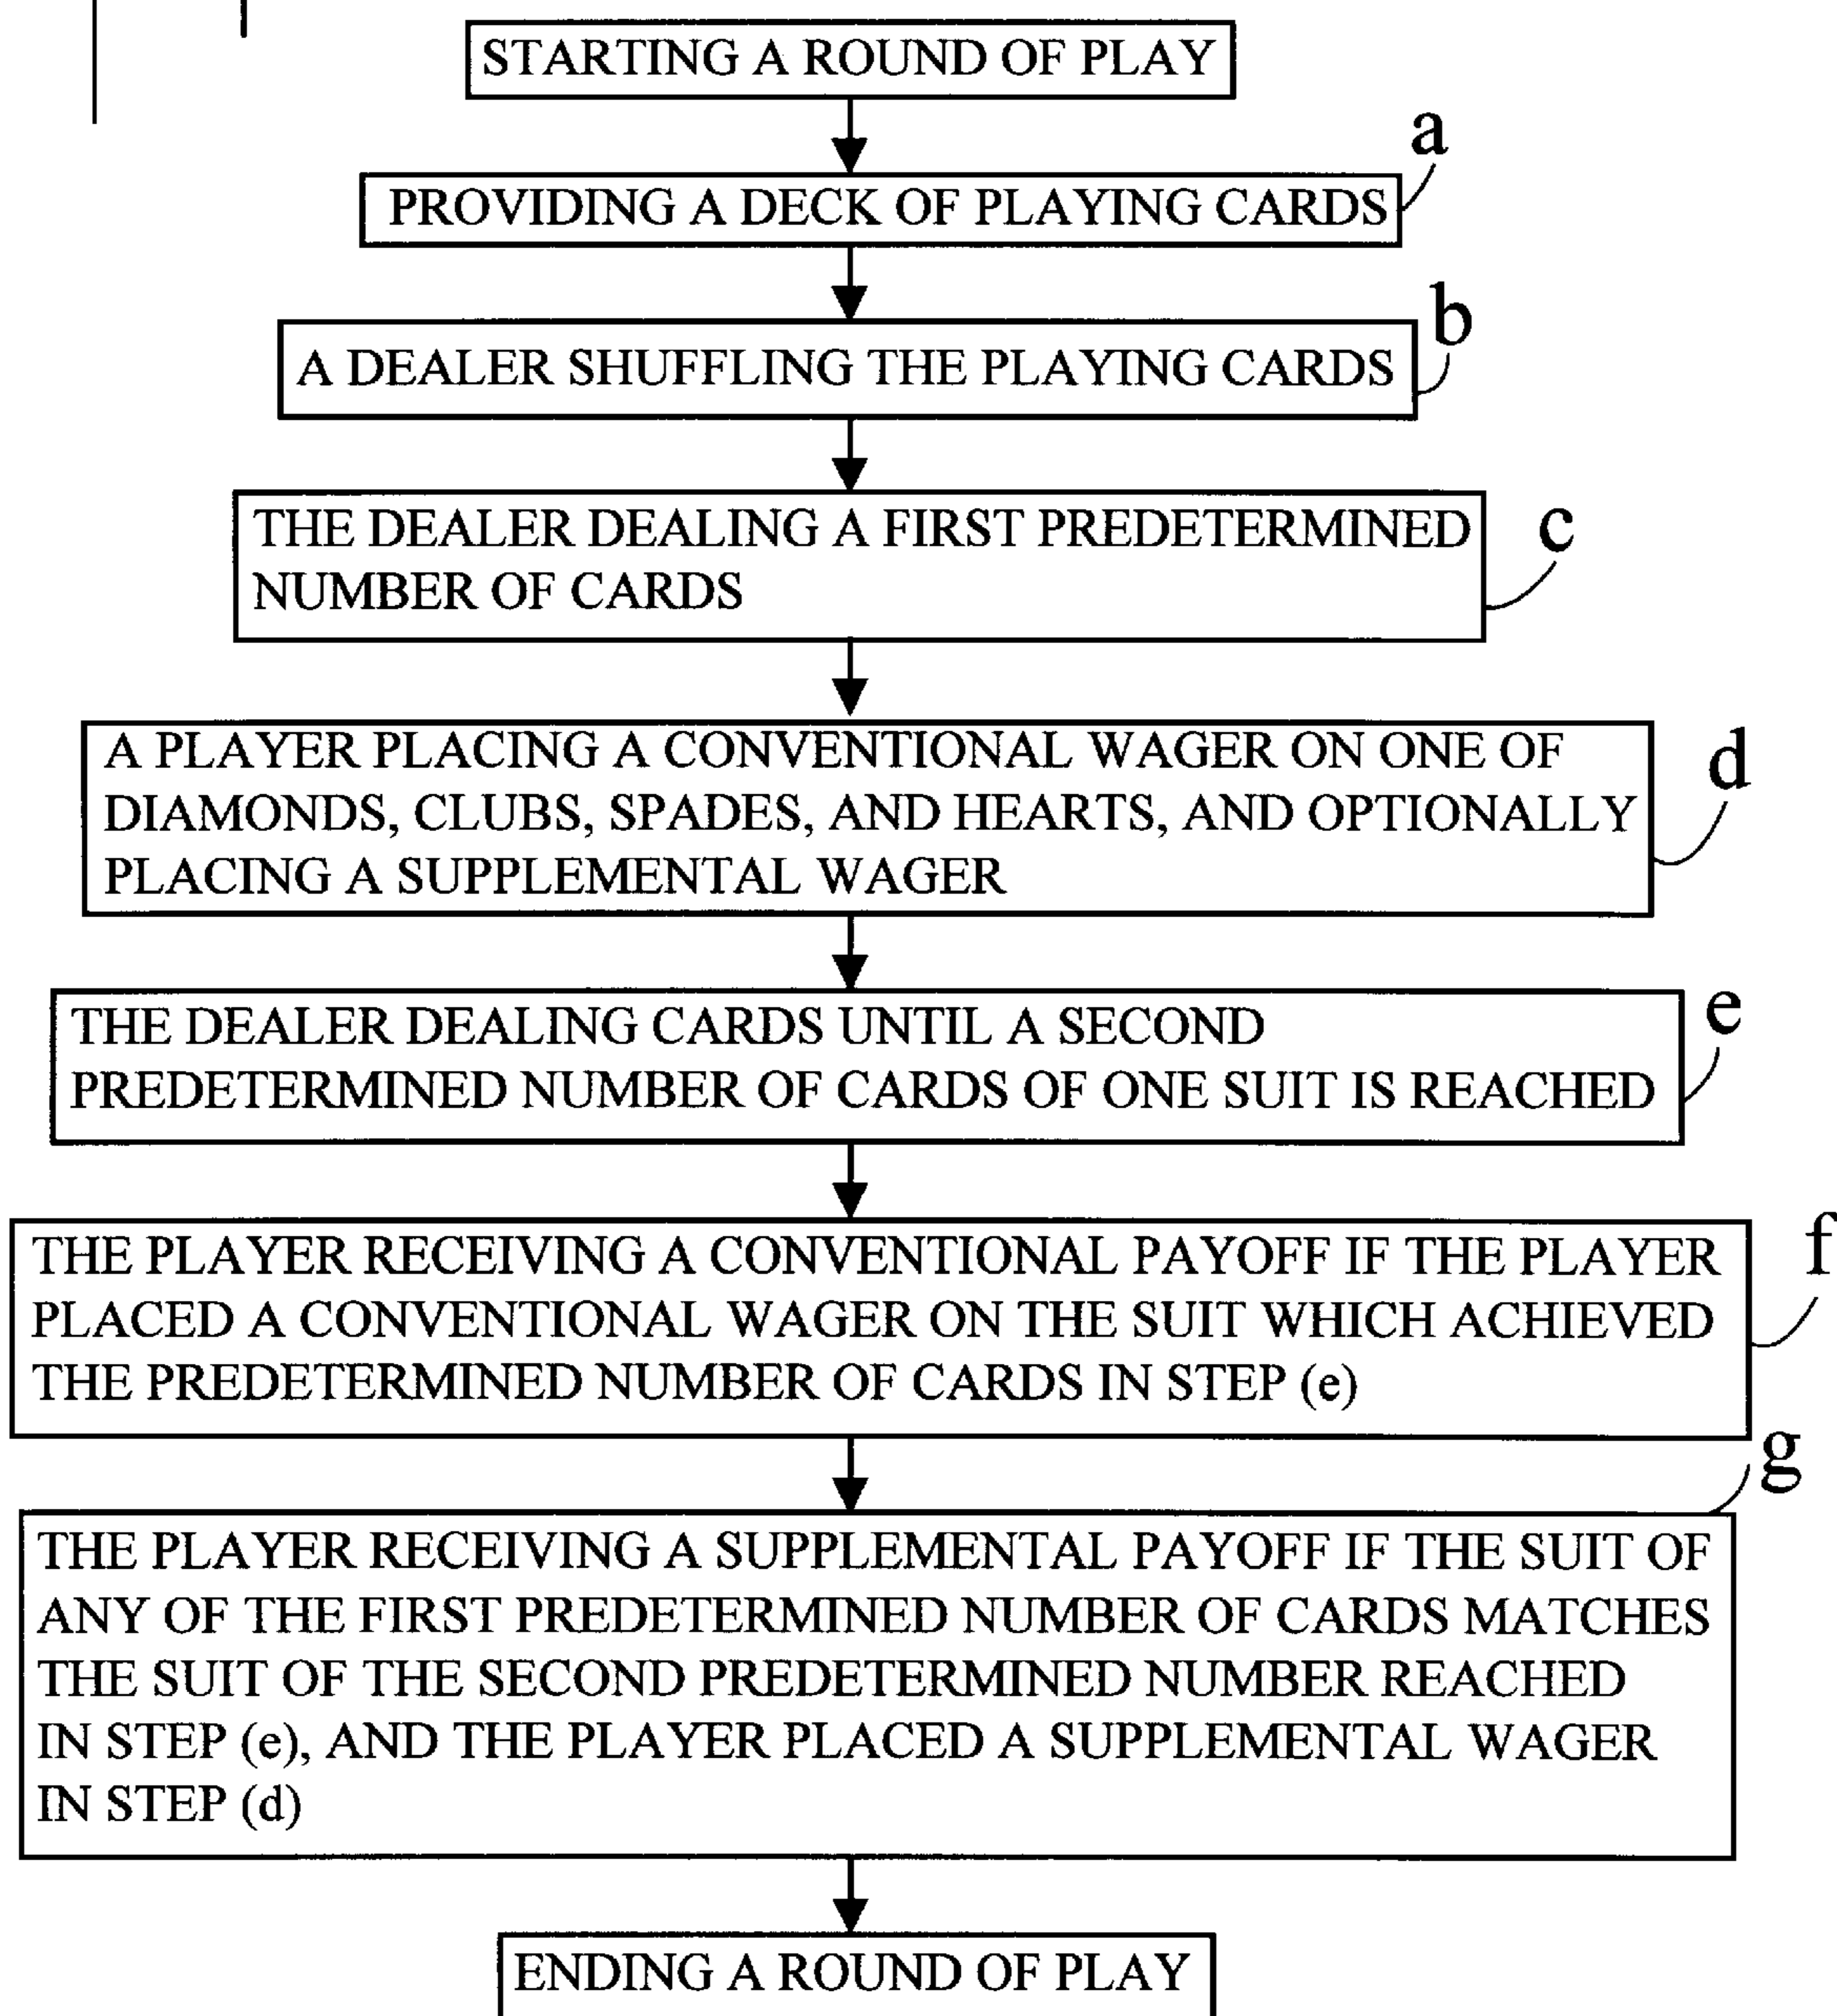 STARTING A ROUND OF PLAY
a
PROVIDING A DECK OF PLAYING CARDS
b
A DEALER SHUFFLING THE PLAYING CARDS
c
THE DEALER DEALING A FIRST PREDETERMINED
NUMBER OF CARDS
d
A PLAYER PLACING A CONVENTIONAL WAGER ON ONE OF
DIAMONDS, CLUBS, SPADES, AND HEARTS, AND OPTIONALLY
PLACING A SUPPLEMENTAL WAGER
e
THE DEALER DEALING CARDS UNTIL A SECOND
PREDETERMINED NUMBER OF CARDS OF ONE SUIT IS REACHED
f
THE PLAYER RECEIVING A CONVENTIONAL PAYOFF IF THE PLAYER
PLACED A CONVENTIONAL WAGER ON THE SUIT WHICH ACHIEVED
THE PREDETERMINED NUMBER OF CARDS IN STEP (e)
g
THE PLAYER RECEIVING A SUPPLEMENTAL PAYOFF IF THE SUIT OF
ANY OF THE FIRST PREDETERMINED NUMBER OF CARDS MATCHES
THE SUIT OF THE SECOND PREDETERMINED NUMBER REACHED
IN STEP (e), AND THE PLAYER PLACED A SUPPLEMENTAL WAGER
IN STEP (d)
ENDING A ROUND OF PLAY